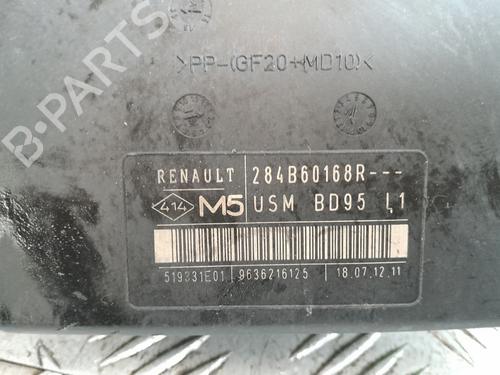 >PP-(GF20+MD10)<
B-PARTS
RENAULT 284B60168R---
414 M5 USM BD95 L1
519331E01 9636216125 18.07.12.11